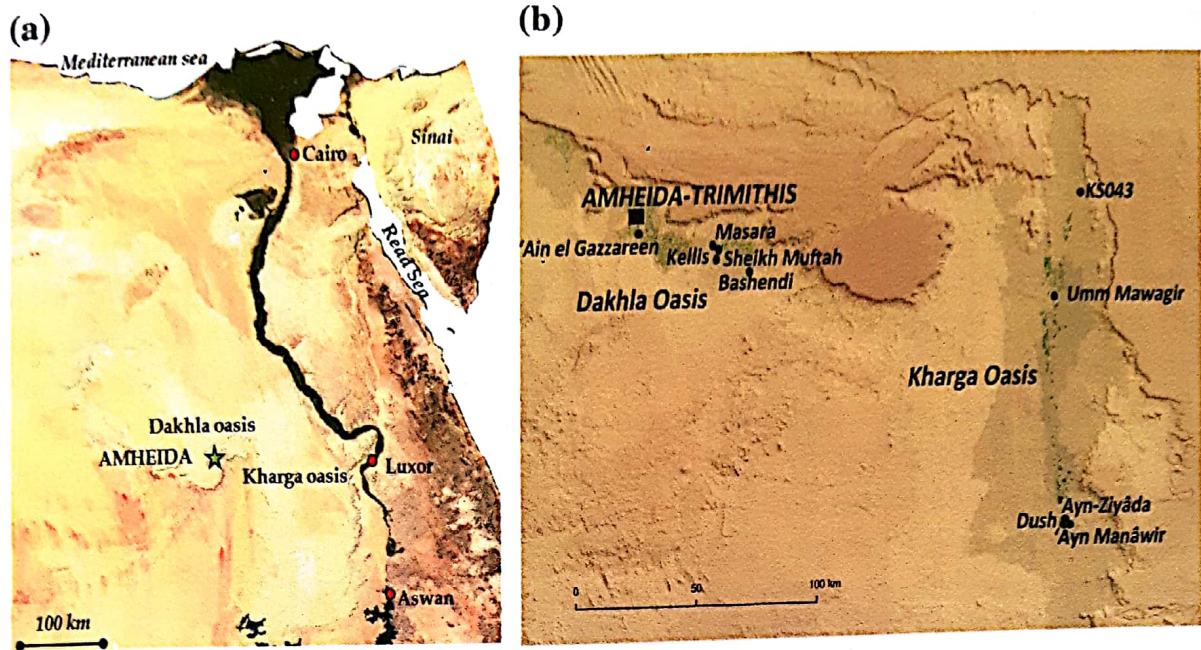 (a)
Mediterranean sea
Sinai
Cairo
Read Sea
Dakhla oasis
AMHEIDA
Kharga oasis
Luxor
Aswan
100 km
(b)
KS043
AMHEIDA-TRIMITHIS
Masara
'Ain el Gazzareen
Kellis
Sheikh Muftah
Bashendi
Dakhla Oasis
Umm Mawagir
Kharga Oasis
Ayn-Ziyâda
Dush
Ayn Manâwir
0 50 100 km